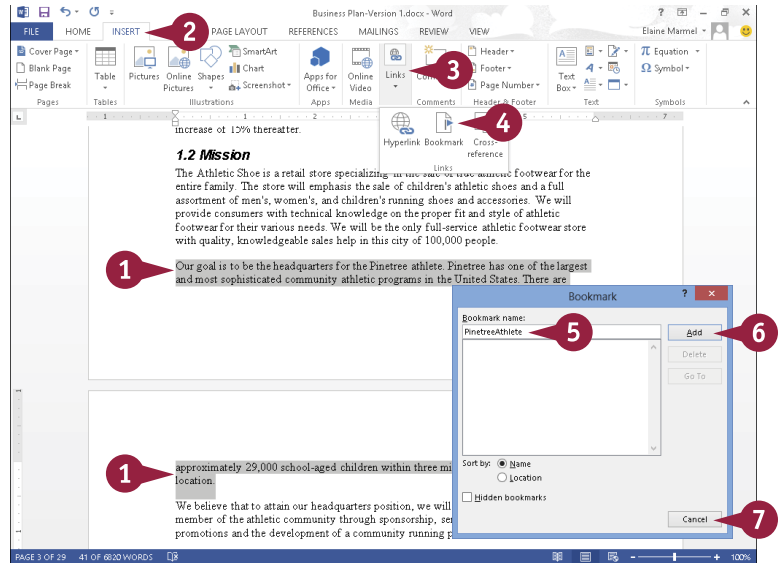 Business Plan-Version 1.docx - Word
FILE HOME INSERT 2 PAGE LAYOUT REFERENCES MAILINGS REVIEW VIEW Elaine Marmel
Cover Page
Blank Page
Page Break
Pages
Table
Tables
Pictures
Online Pictures
Shapes
SmartArt
Chart
Screenshot
Illustrations
Apps for Office
Apps
Online Video
Media
Links
3
Comments
Header
Footer
Page Number
Header & Footer
Text Box
Text
π Equation
Ω Symbol
Symbols
1 1 2 5 7
4
Hyperlink Bookmark Cross-reference
Links
increase of 15% thereafter.
1.2 Mission
The Athletic Shoe is a retail store specializing in the sale of true athletic footwear for the
entire family. The store will emphasis the sale of children's athletic shoes and a full
assortment of men's, women's, and children's running shoes and accessories. We will
provide consumers with technical knowledge on the proper fit and style of athletic
footwear for their various needs. We will be the only full-service athletic footwear store
with quality, knowledgeable sales help in this city of 100,000 people.
1
Our goal is to be the headquarters for the Pinetree athlete. Pinetree has one of the largest
and most sophisticated community athletic programs in the United States. There are
Bookmark ? ×
Bookmark name:
PinetreeAthlete 5
Add 6
Delete
Go To
Sort by: Name
Location
Hidden bookmarks
Cancel 7
1
approximately 29,000 school-aged children within three mi
location.
We believe that to attain our headquarters position, we will
member of the athletic community through sponsorship, se
promotions and the development of a community running p
PAGE 3 OF 29 41 OF 6820 WORDS 100%